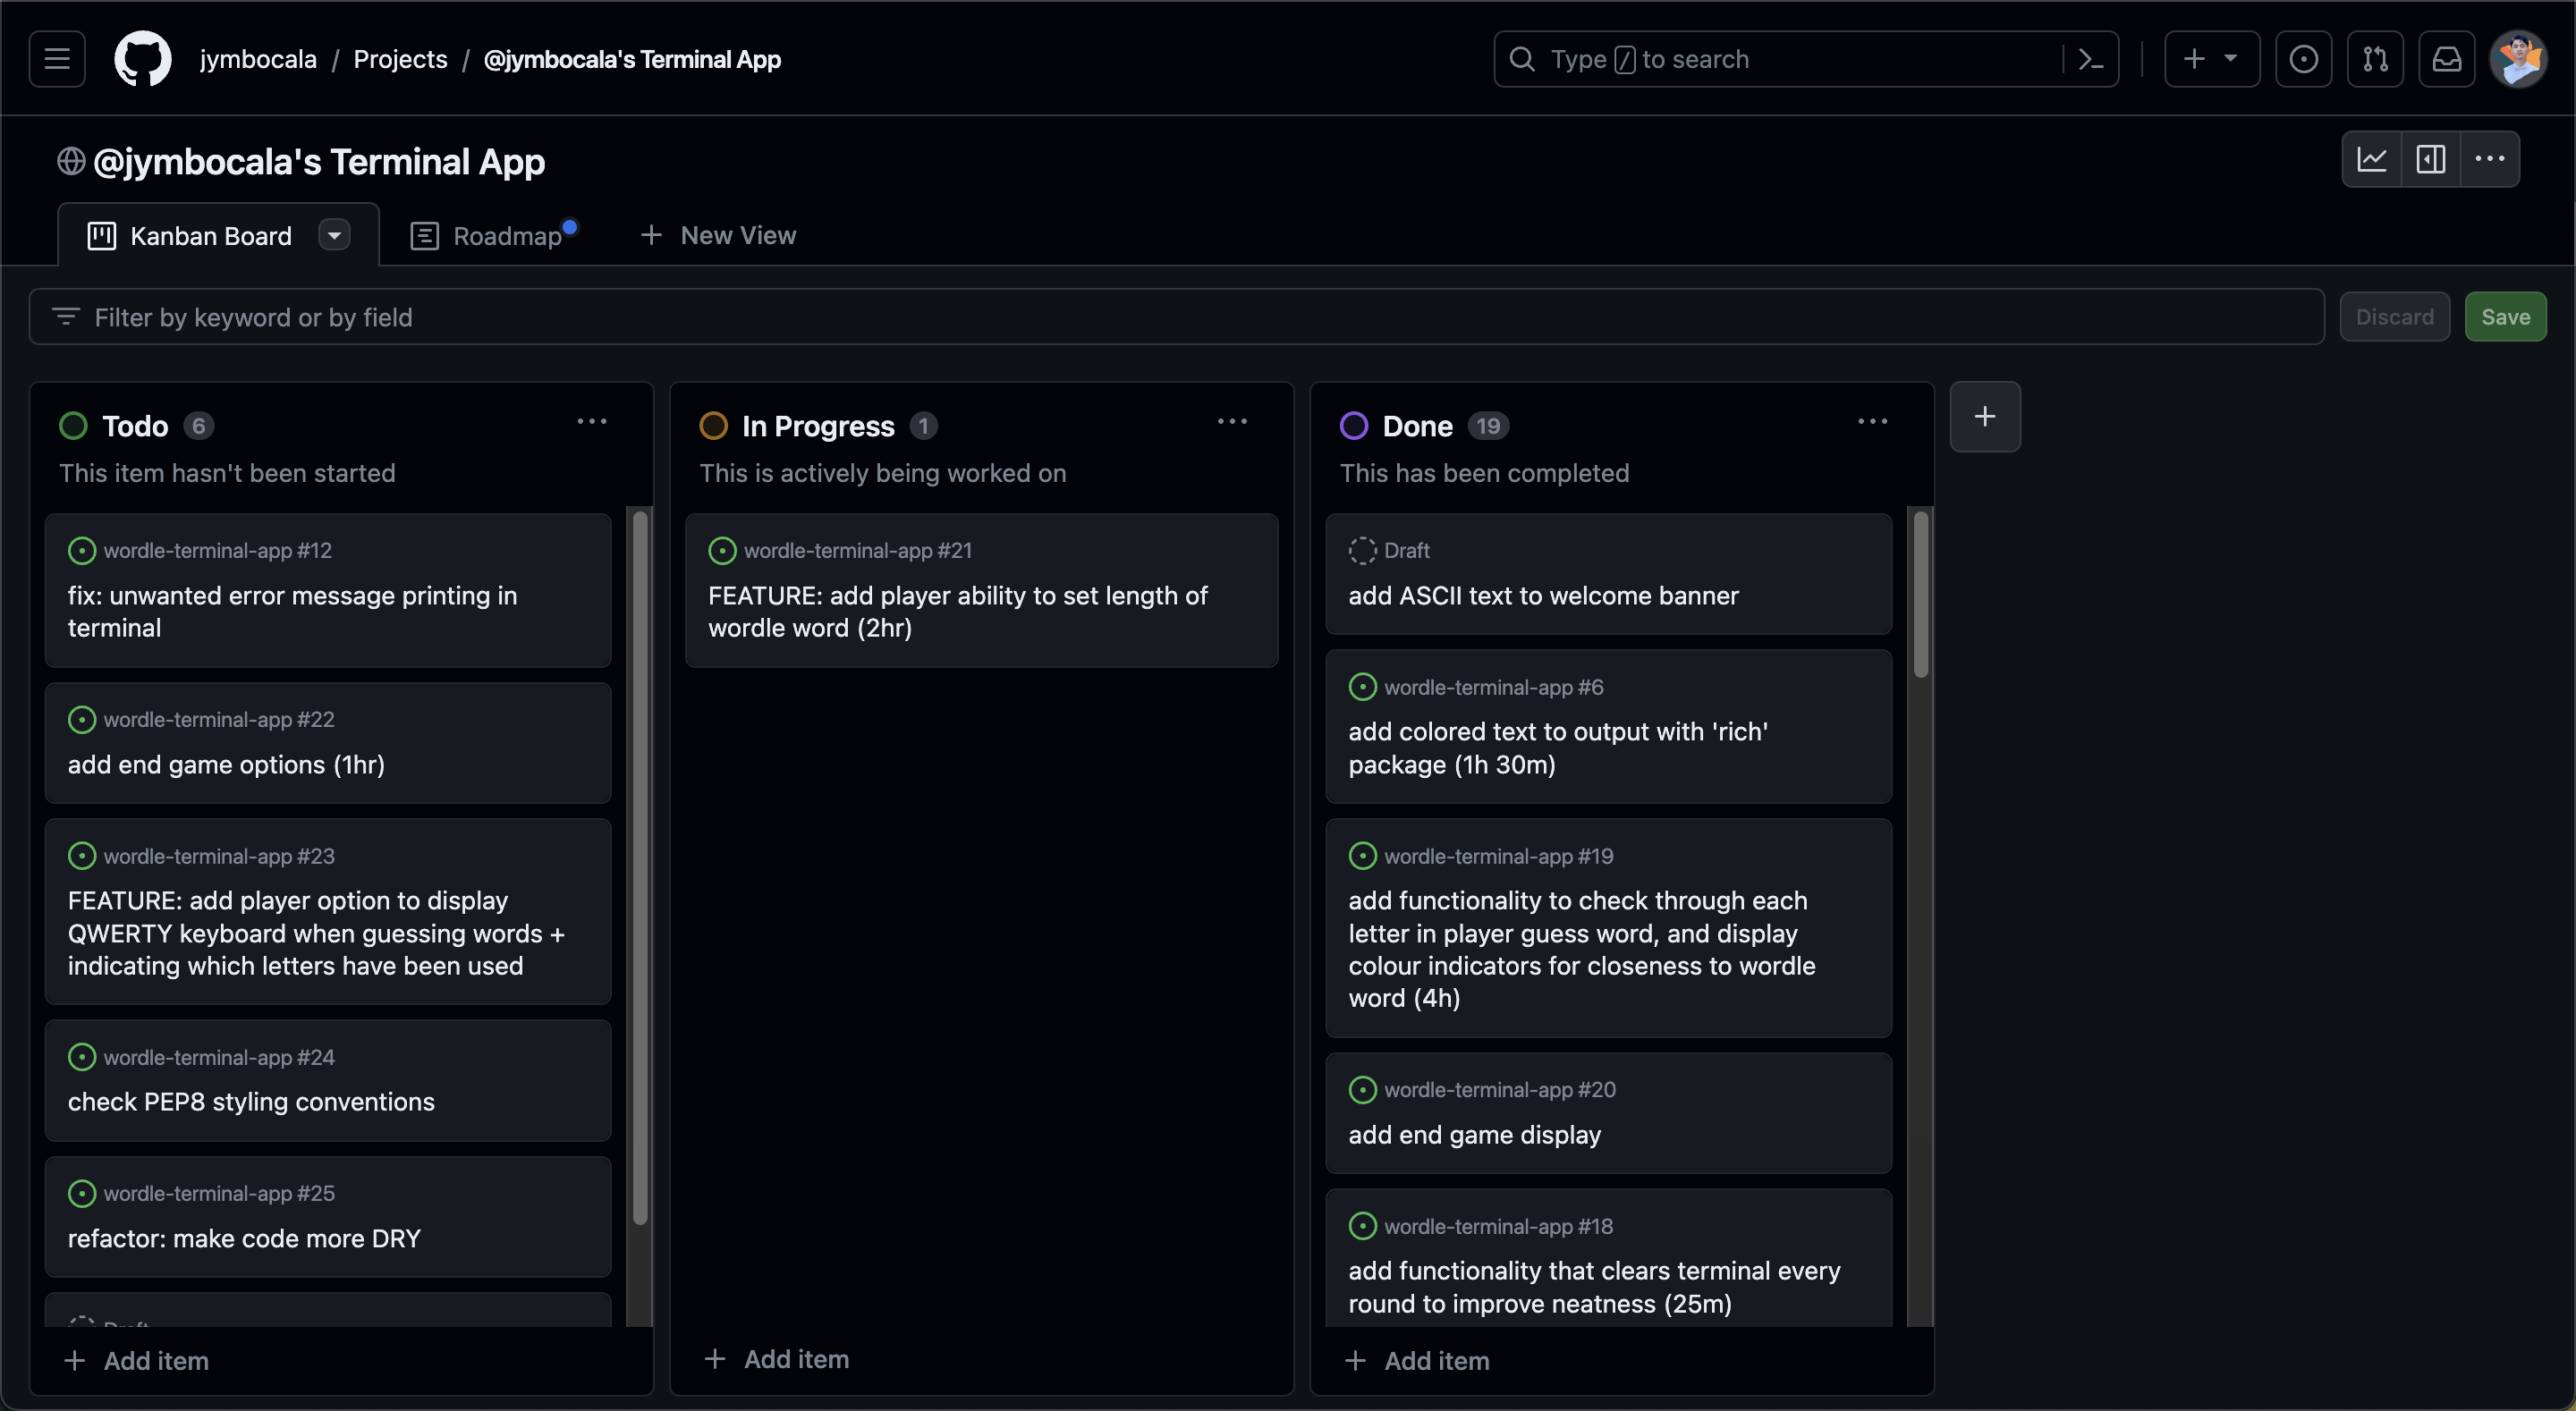 jymbocala / Projects / @jymbocala's Terminal App
Type / to search
@jymbocala's Terminal App
Kanban Board
Roadmap
New View
Filter by keyword or by field
Discard
Save
Todo 6
This item hasn't been started
wordle-terminal-app #12
fix: unwanted error message printing in
terminal
wordle-terminal-app #22
add end game options (1hr)
wordle-terminal-app #23
FEATURE: add player option to display
QWERTY keyboard when guessing words +
indicating which letters have been used
wordle-terminal-app #24
check PEP8 styling conventions
wordle-terminal-app #25
refactor: make code more DRY
Draft
Add item
In Progress 1
This is actively being worked on
wordle-terminal-app #21
FEATURE: add player ability to set length of
wordle word (2hr)
Add item
Done 19
This has been completed
Draft
add ASCII text to welcome banner
wordle-terminal-app #6
add colored text to output with 'rich'
package (1h 30m)
wordle-terminal-app #19
add functionality to check through each
letter in player guess word, and display
colour indicators for closeness to wordle
word (4h)
wordle-terminal-app #20
add end game display
wordle-terminal-app #18
add functionality that clears terminal every
round to improve neatness (25m)
Add item